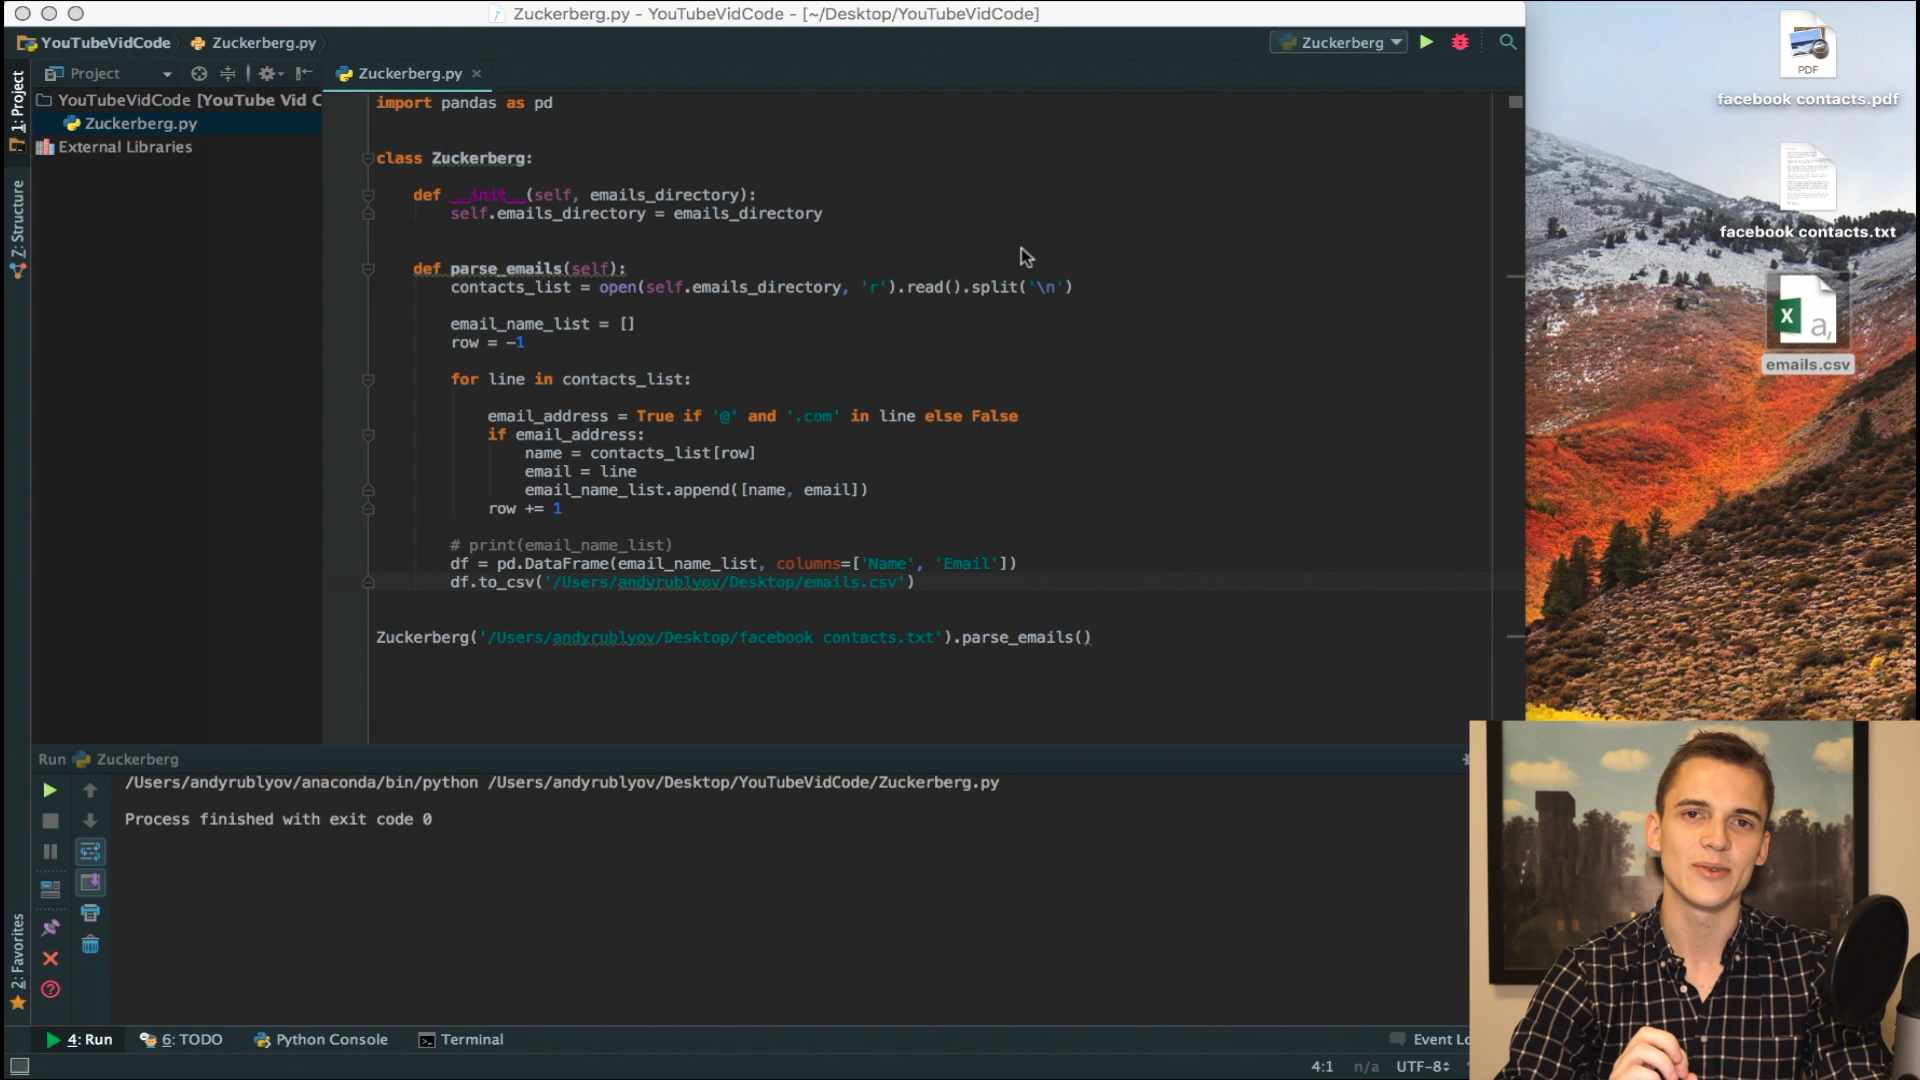 Zuckerberg.py - YouTubeVidCode - [~/Desktop/YouTubeVidCode]
YouTubeVidCode
Zuckerberg.py
Zuckerberg
1: Project
Project
Zuckerberg.py
YouTubeVidCode [YouTube Vid C
Zuckerberg.py
External Libraries
Z: Structure
import pandas as pd
class Zuckerberg:
def __init__(self, emails_directory):
self.emails_directory = emails_directory
def parse_emails(self):
contacts_list = open(self.emails_directory, 'r').read().split('\n')
email_name_list = []
row = -1
for line in contacts_list:
email_address = True if '@' and '.com' in line else False
if email_address:
name = contacts_list[row]
email = line
email_name_list.append([name, email])
row += 1
# print(email_name_list)
df = pd.DataFrame(email_name_list, columns=['Name', 'Email'])
df.to_csv('/Users/andyrublyov/Desktop/emails.csv')
Zuckerberg('/Users/andyrublyov/Desktop/facebook contacts.txt').parse_emails()
PDF
facebook contacts.pdf
facebook contacts.txt
X
a,
emails.csv
Run Zuckerberg
/Users/andyrublyov/anaconda/bin/python /Users/andyrublyov/Desktop/YouTubeVidCode/Zuckerberg.py
Process finished with exit code 0
2: Favorites
4: Run
6: TODO
Python Console
Terminal
Event Lo
4:1
n/a
UTF-8